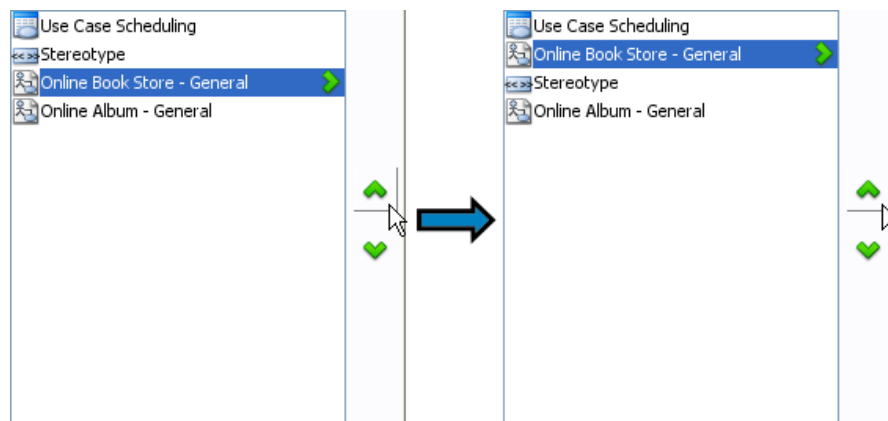 Use Case Scheduling
Stereotype
Online Book Store - General
Online Album - General
Use Case Scheduling
Online Book Store - General
Stereotype
Online Album - General